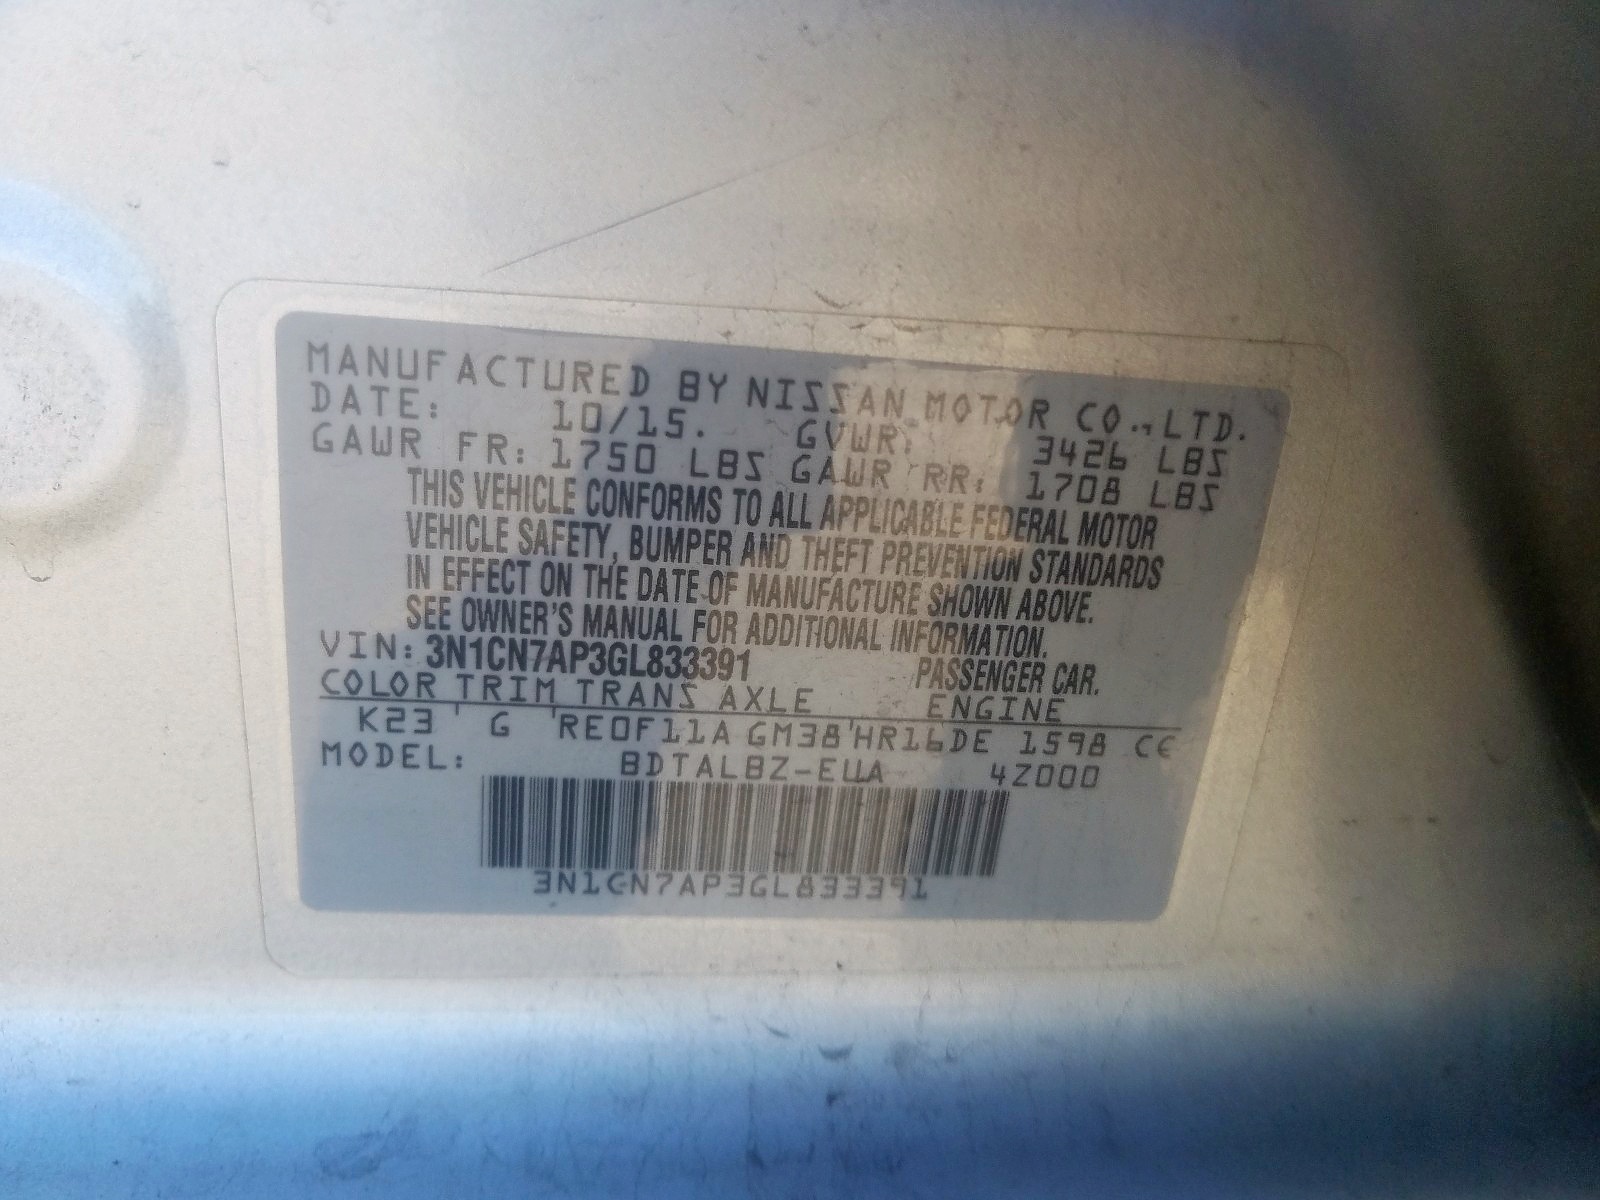 MANUFACTURED BY NISSAN MOTOR CO., LTD.
DATE: 10/15. GVWR: 3426 LBS
GAWR FR: 1750 LBS GAWR RR: 1708 LBS
THIS VEHICLE CONFORMS TO ALL APPLICABLE FEDERAL MOTOR
VEHICLE SAFETY, BUMPER AND THEFT PREVENTION STANDARDS
IN EFFECT ON THE DATE OF MANUFACTURE SHOWN ABOVE.
SEE OWNER'S MANUAL FOR ADDITIONAL INFORMATION.
VIN: 3N1CN7AP3GL833391 PASSENGER CAR.
COLOR TRIM TRANS AXLE ENGINE
K23 ' G 'RE0F11A GM38'HR16DE 1598 CC
MODEL: BDTALBZ-EUA 4Z000
3N1CN7AP3GL833391